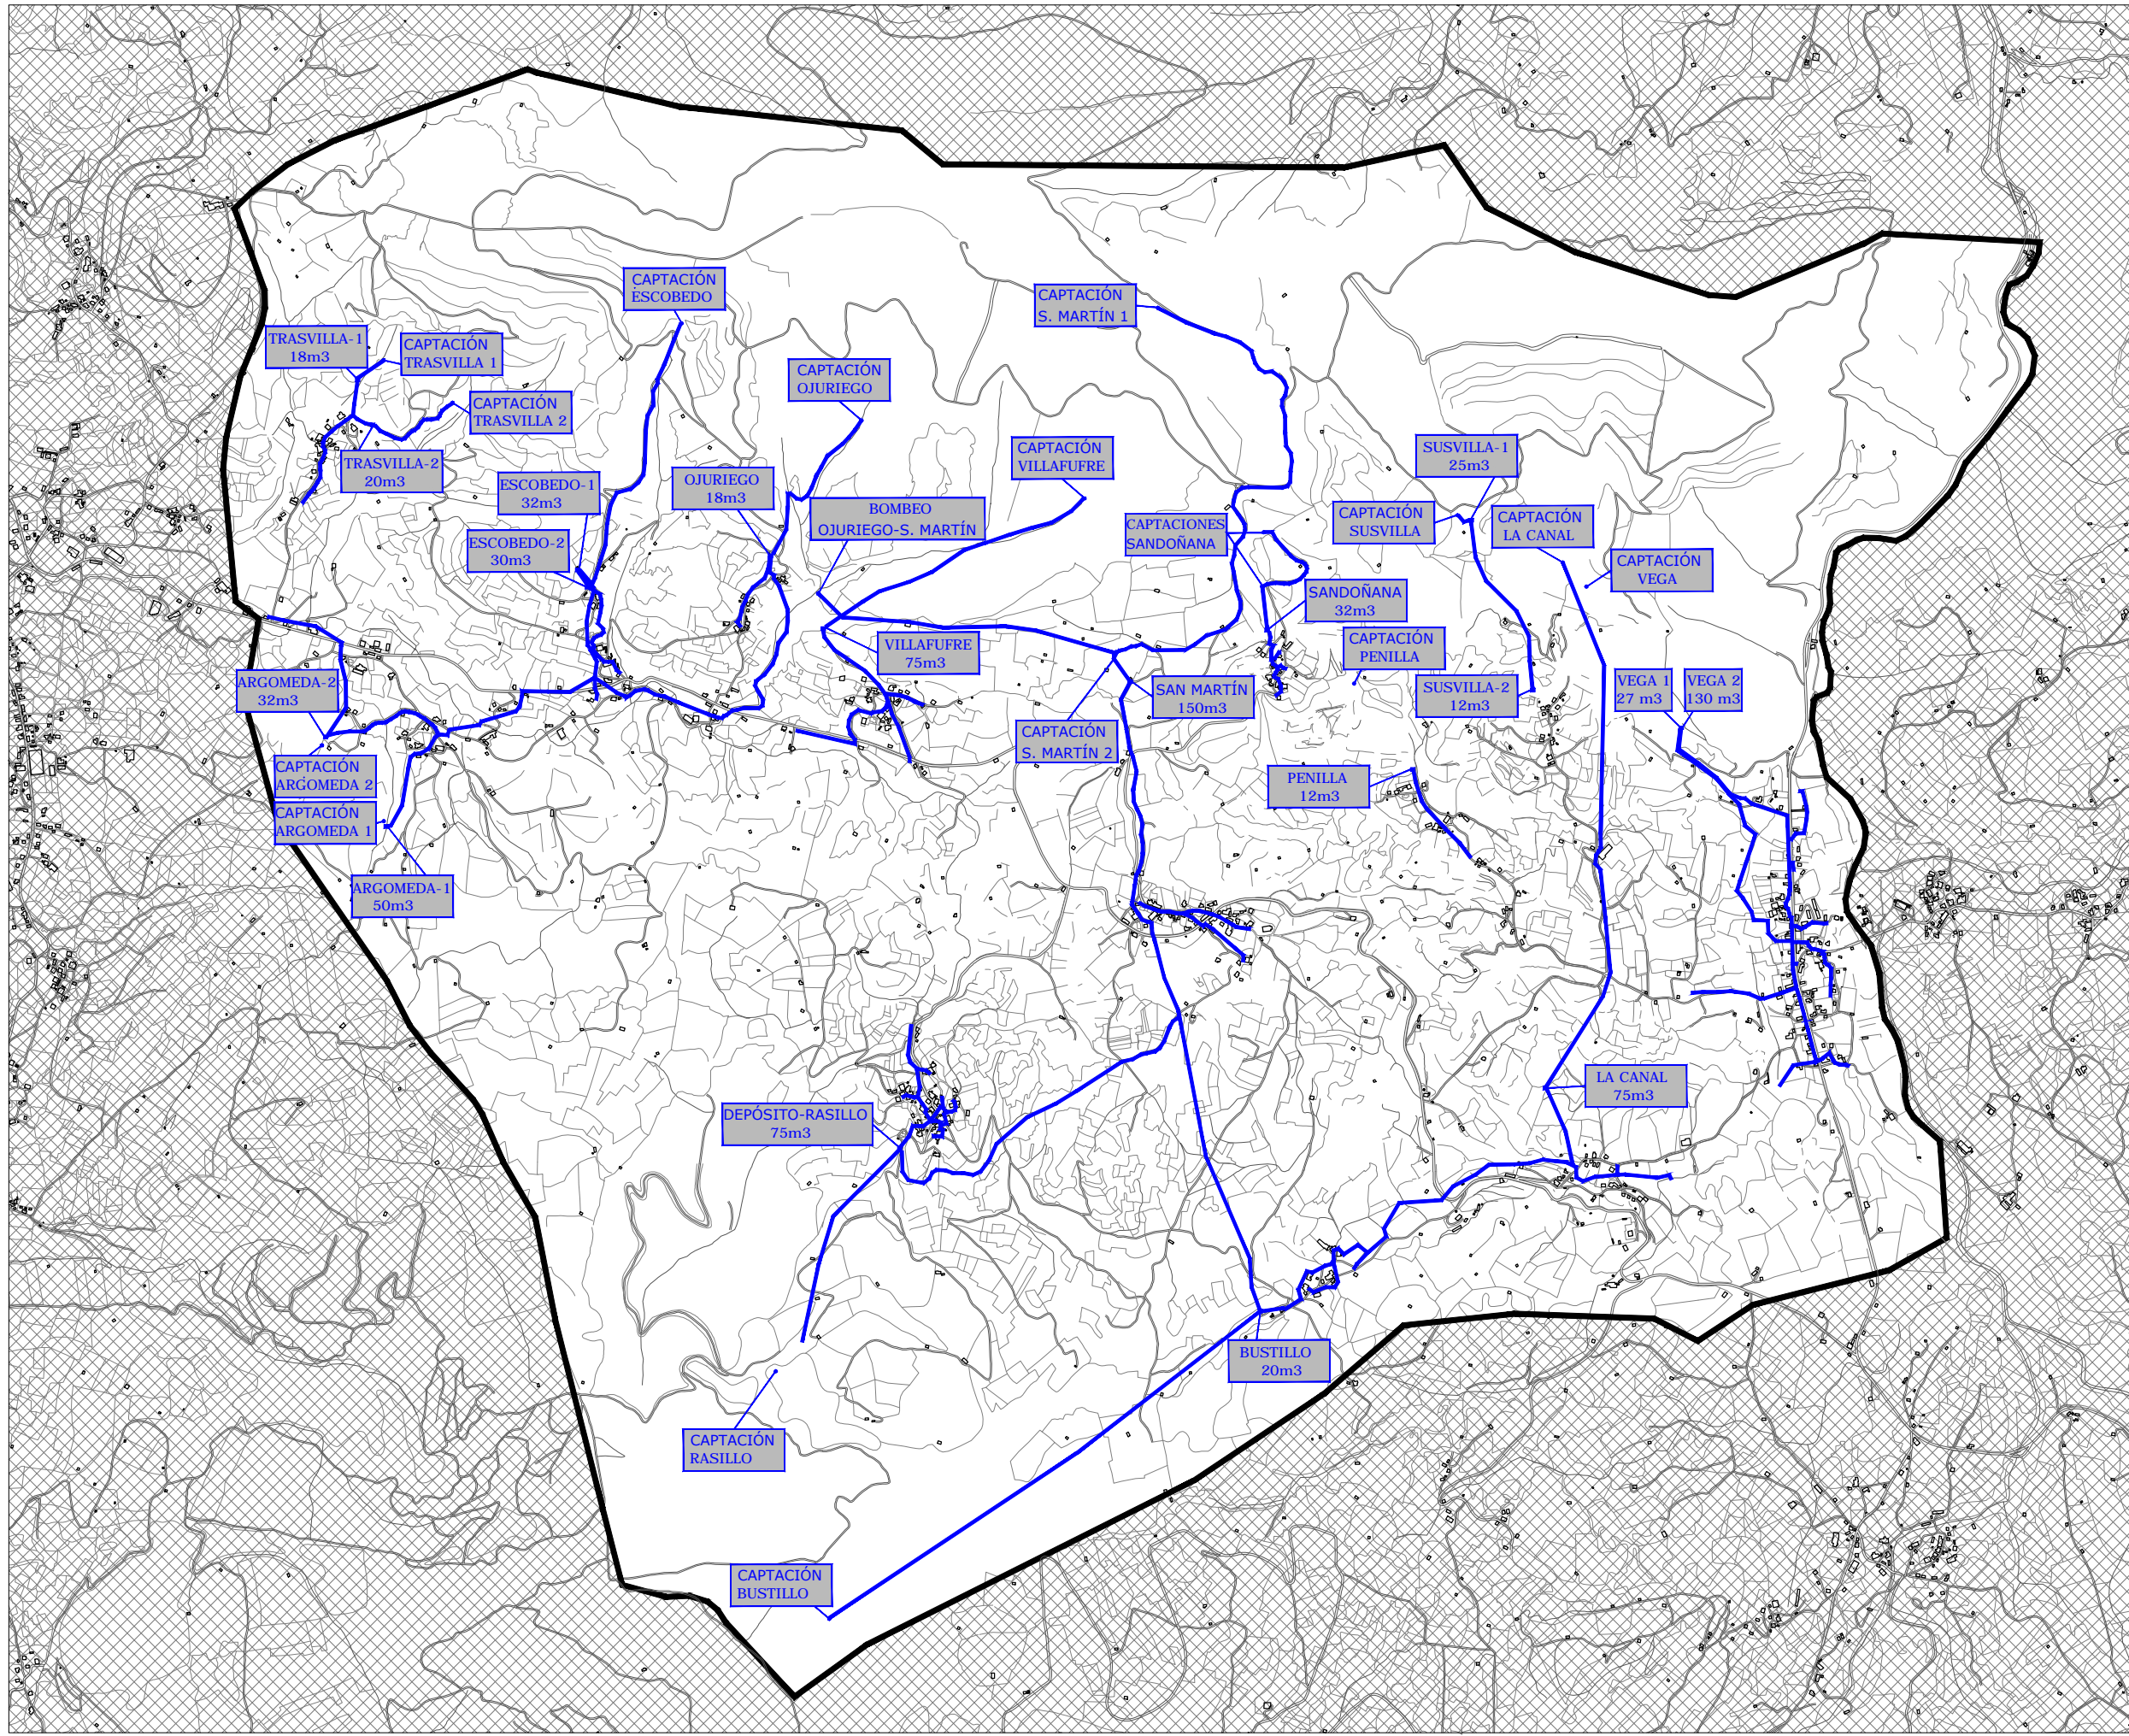 CAPTACIÓN
ESCOBEDO
CAPTACIÓN
S. MARTÍN 1
TRASVILLA-1
18m3
CAPTACIÓN
TRASVILLA 1
CAPTACIÓN
OJURIEGO
CAPTACIÓN
TRASVILLA 2
TRASVILLA-2
20m3
ESCOBEDO-1
32m3
OJURIEGO
18m3
CAPTACIÓN
VILLAFUFRE
SUSVILLA-1
25m3
BOMBEO
OJURIEGO-S. MARTÍN
CAPTACIONES
SANDOÑANA
CAPTACIÓN
SUSVILLA
CAPTACIÓN
LA CANAL
ESCOBEDO-2
30m3
CAPTACIÓN
VEGA
SANDOÑANA
32m3
VILLAFUFRE
75m3
CAPTACIÓN
PENILLA
ARGOMEDA-2
32m3
SAN MARTÍN
150m3
SUSVILLA-2
12m3
VEGA 1
27 m3
VEGA 2
130 m3
CAPTACIÓN
S. MARTÍN 2
CAPTACIÓN
ARGOMEDA 2
PENILLA
12m3
CAPTACIÓN
ARGOMEDA 1
ARGOMEDA-1
50m3
LA CANAL
75m3
DEPÓSITO-RASILLO
75m3
BUSTILLO
20m3
CAPTACIÓN
RASILLO
CAPTACIÓN
BUSTILLO